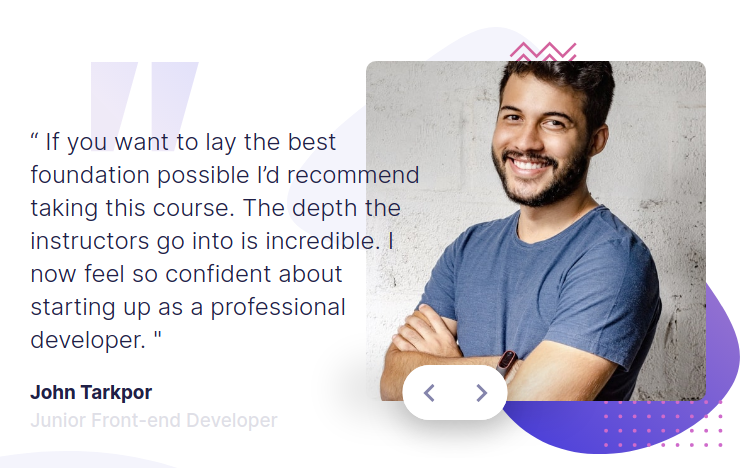 “ If you want to lay the best
foundation possible I’d recommend
taking this course. The depth the
instructors go into is incredible. I
now feel so confident about
starting up as a professional
developer. "
John Tarkpor
Junior Front-end Developer